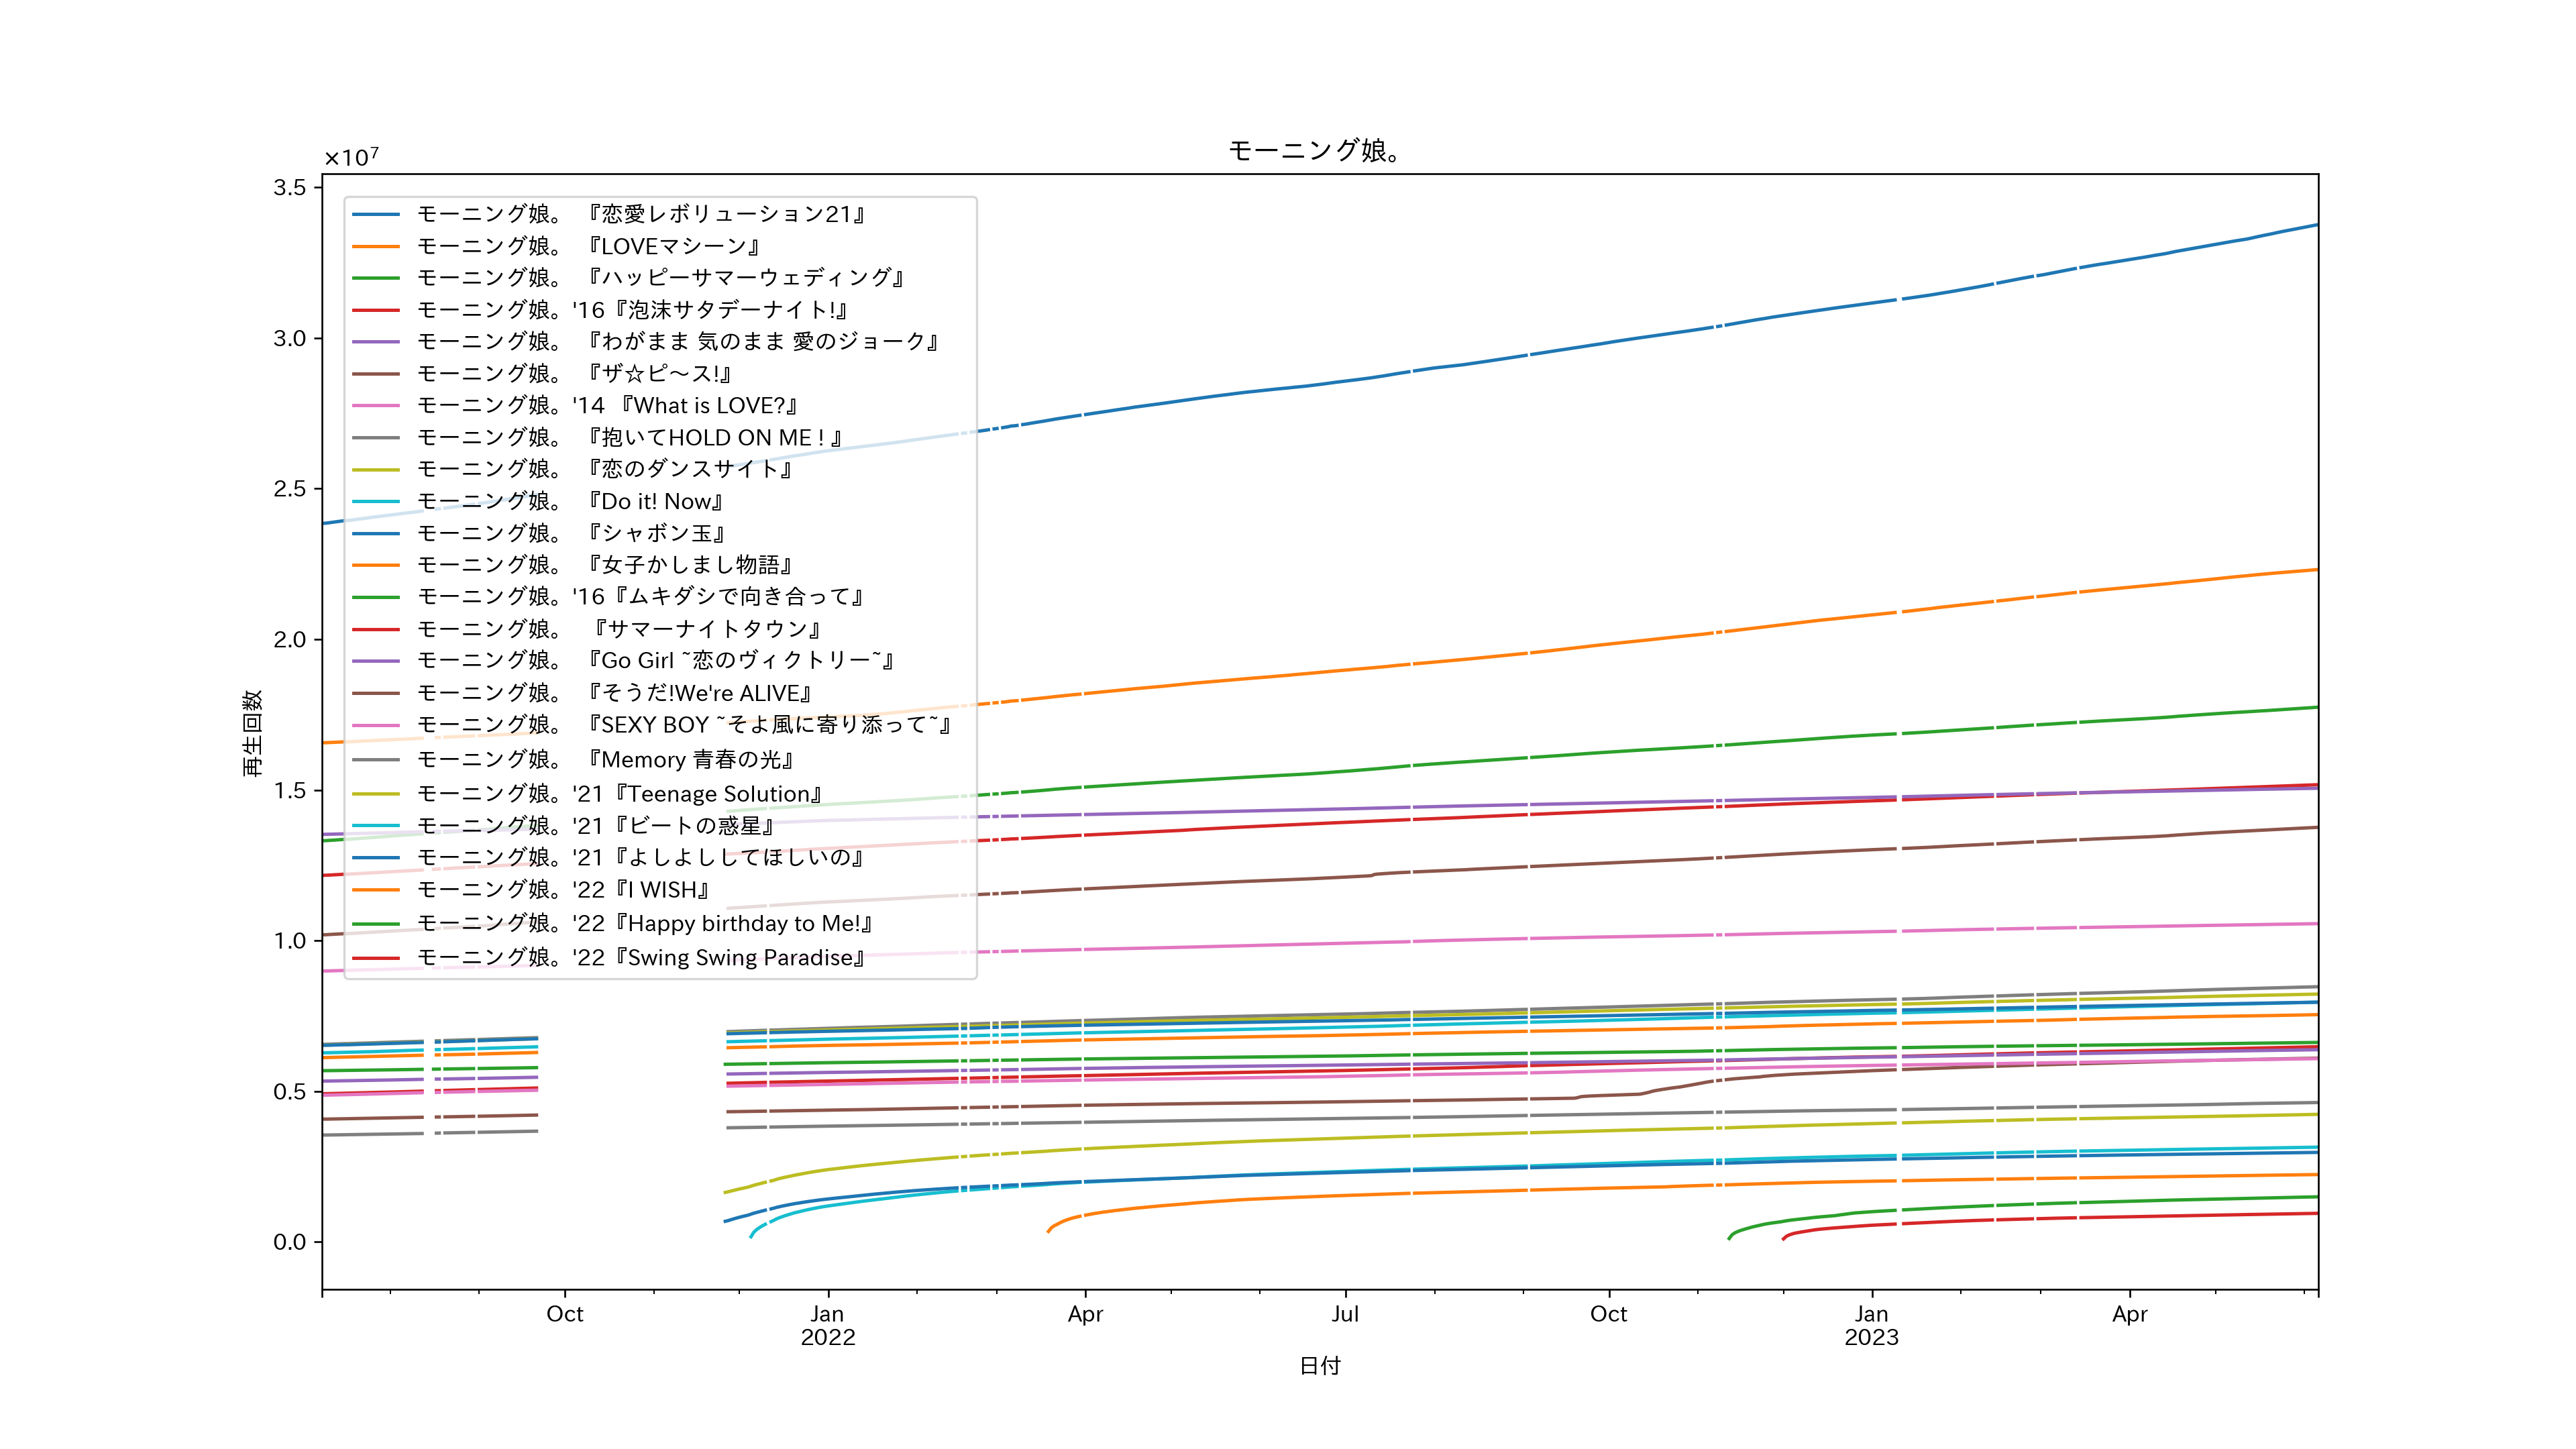 モーニング娘。
×10⁷
3.5
3.0
2.5
2.0
1.5
1.0
0.5
0.0
再生回数
モーニング娘。 『恋愛レボリューション21』
モーニング娘。 『LOVEマシーン』
モーニング娘。 『ハッピーサマーウェディング』
モーニング娘。'16『泡沫サタデーナイト!』
モーニング娘。 『わがまま 気のまま 愛のジョーク』
モーニング娘。 『ザ☆ピ～ス!』
モーニング娘。'14 『What is LOVE?』
モーニング娘。 『抱いてHOLD ON ME ! 』
モーニング娘。 『恋のダンスサイト』
モーニング娘。 『Do it! Now』
モーニング娘。 『シャボン玉』
モーニング娘。 『女子かしまし物語』
モーニング娘。'16『ムキダシで向き合って』
モーニング娘。 『サマーナイトタウン』
モーニング娘。 『Go Girl ~恋のヴィクトリー~』
モーニング娘。 『そうだ!We're ALIVE』
モーニング娘。 『SEXY BOY ~そよ風に寄り添って~』
モーニング娘。 『Memory 青春の光』
モーニング娘。'21『Teenage Solution』
モーニング娘。'21『ビートの惑星』
モーニング娘。'21『よしよししてほしいの』
モーニング娘。'22『I WISH』
モーニング娘。'22『Happy birthday to Me!』
モーニング娘。'22『Swing Swing Paradise』
Oct Jan Apr Jul Oct Jan Apr
2022 2023
日付